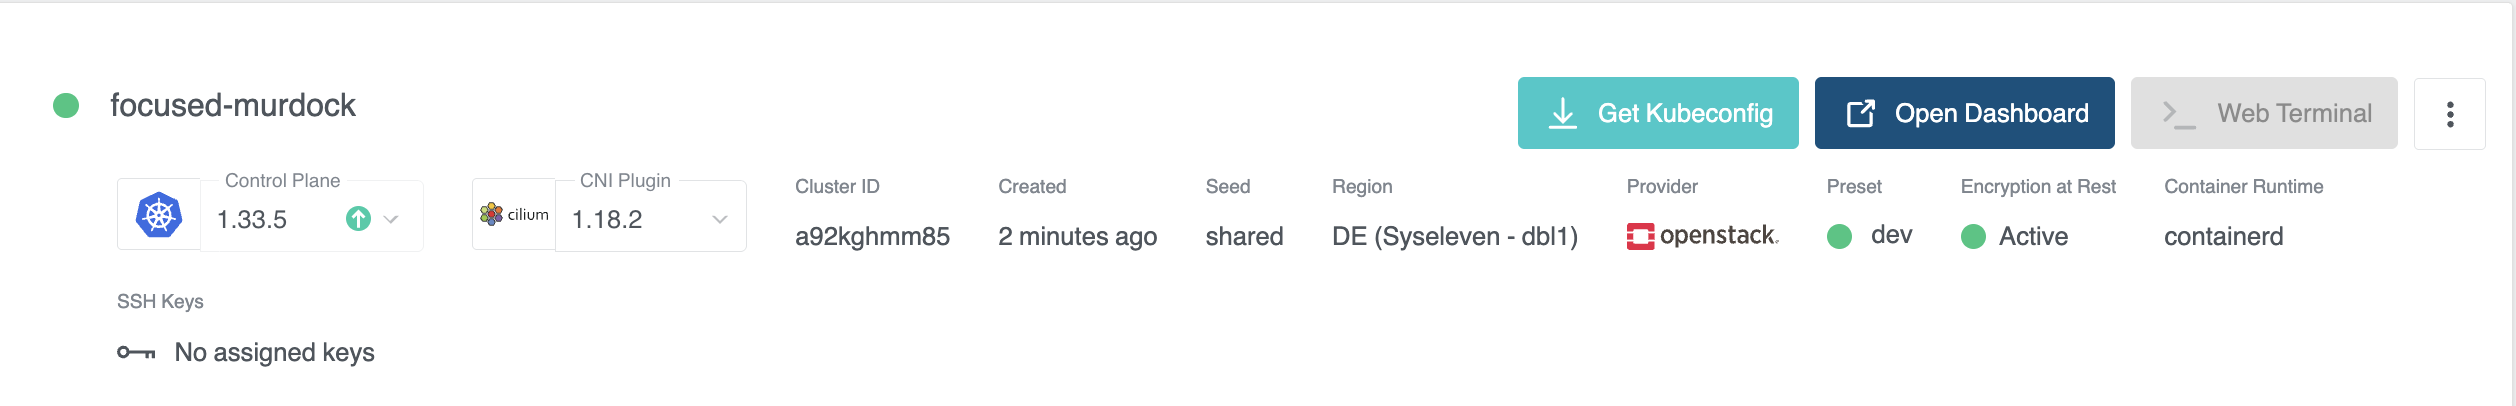 focused-murdock
Get Kubeconfig
Open Dashboard
Web Terminal
Control Plane
1.33.5
CNI Plugin
cilium
1.18.2
Cluster ID
a92kghmm85
Created
2 minutes ago
Seed
shared
Region
DE (Syseleven - dbl1)
Provider
openstack.
Preset
dev
Encryption at Rest
Active
Container Runtime
containerd
SSH Keys
No assigned keys